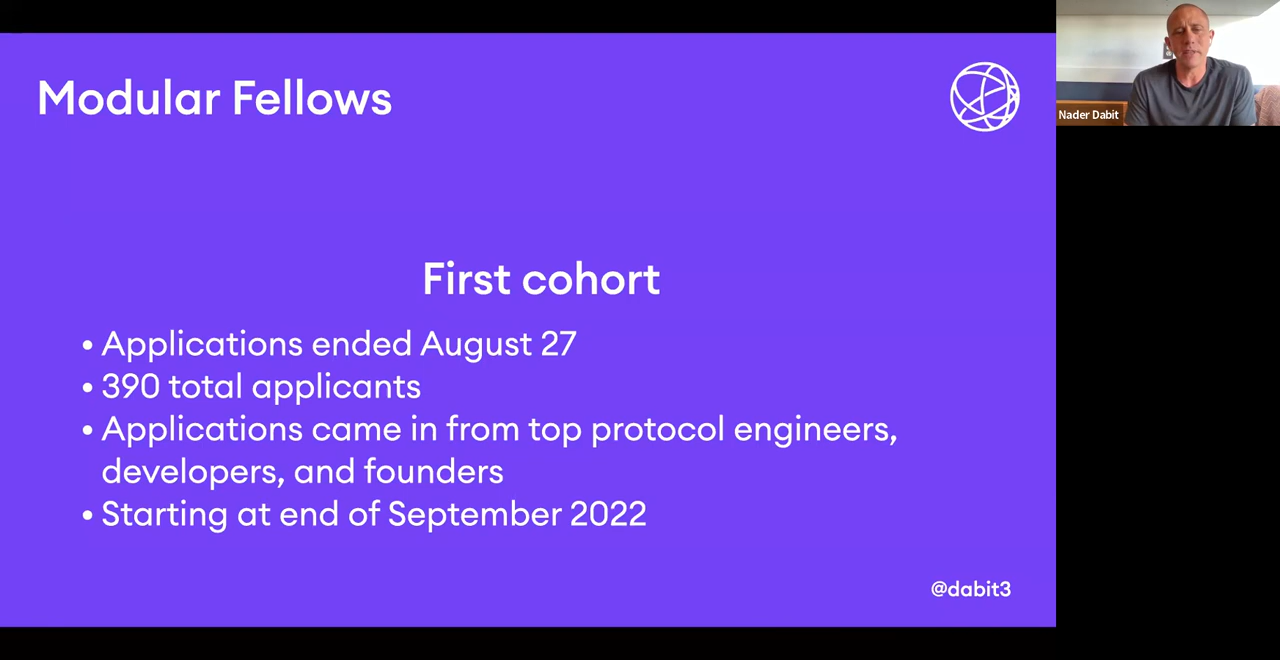 Modular Fellows
Nader Dabit
First cohort
• Applications ended August 27
• 390 total applicants
• Applications came in from top protocol engineers,
developers, and founders
• Starting at end of September 2022
@dabit3